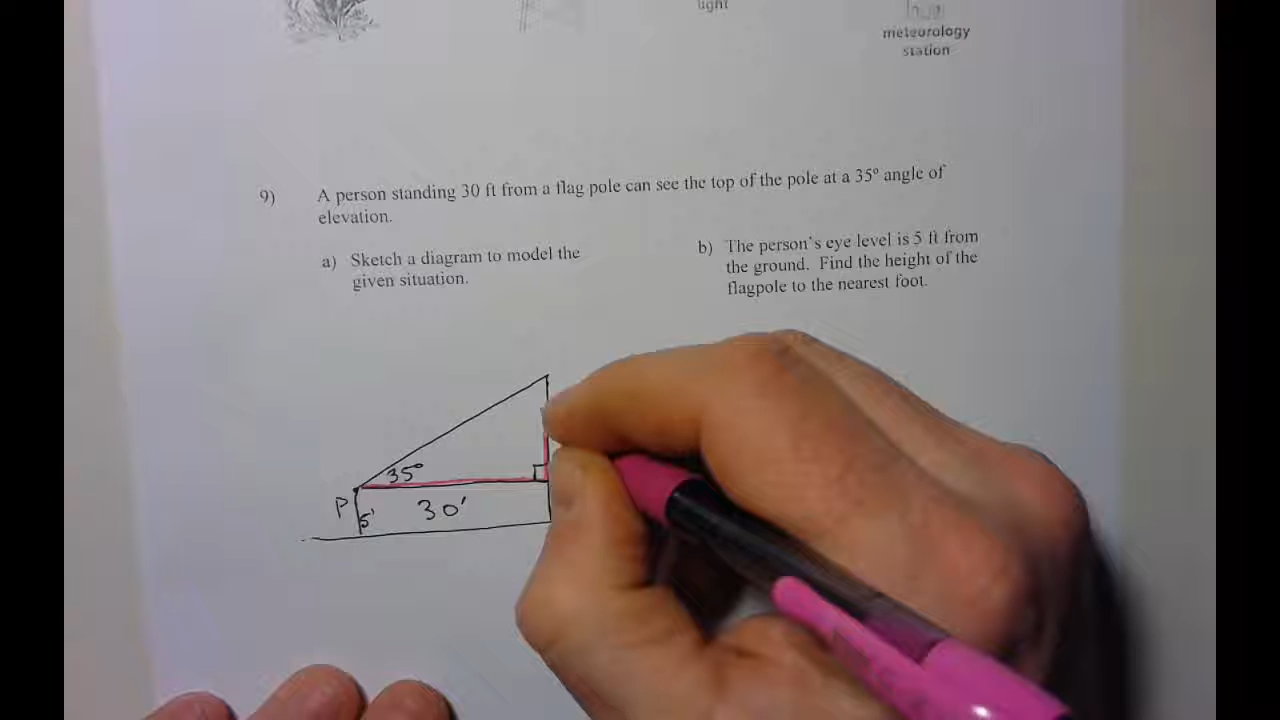 light
meteorology
station
9) A person standing 30 ft from a flag pole can see the top of the pole at a 35° angle of
elevation.
a) Sketch a diagram to model the
given situation.
b) The person's eye level is 5 ft from
the ground. Find the height of the
flagpole to the nearest foot.
35°
P
5'
30'